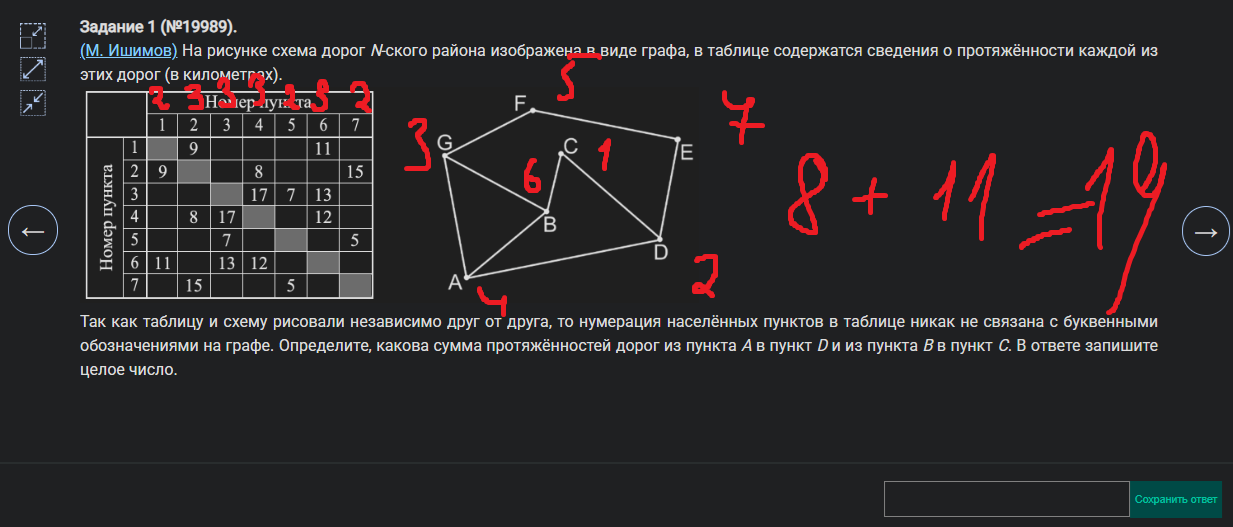 Задание 1 (№19989).
(М. Ишимов) На рисунке схема дорог N-ского района изображена в виде графа, в таблице содержатся сведения о протяжённости каждой из
этих дорог (в километрах).
2 3 3 3 2 3 2
Номер пункта
1 2 3 4 5 6 7
Номер пункта
1 9 11
2 9 8 15
3 17 7 13
4 8 17 12
5 7 5
6 11 13 12
7 15 5
5
F
7
3
G
C
1
E
6
B
D
A
4
2
8 + 11 = 19
Так как таблицу и схему рисовали независимо друг от друга, то нумерация населённых пунктов в таблице никак не связана с буквенными
обозначениями на графе. Определите, какова сумма протяжённостей дорог из пункта A в пункт D и из пункта B в пункт C. В ответе запишите
целое число.
Сохранить ответ